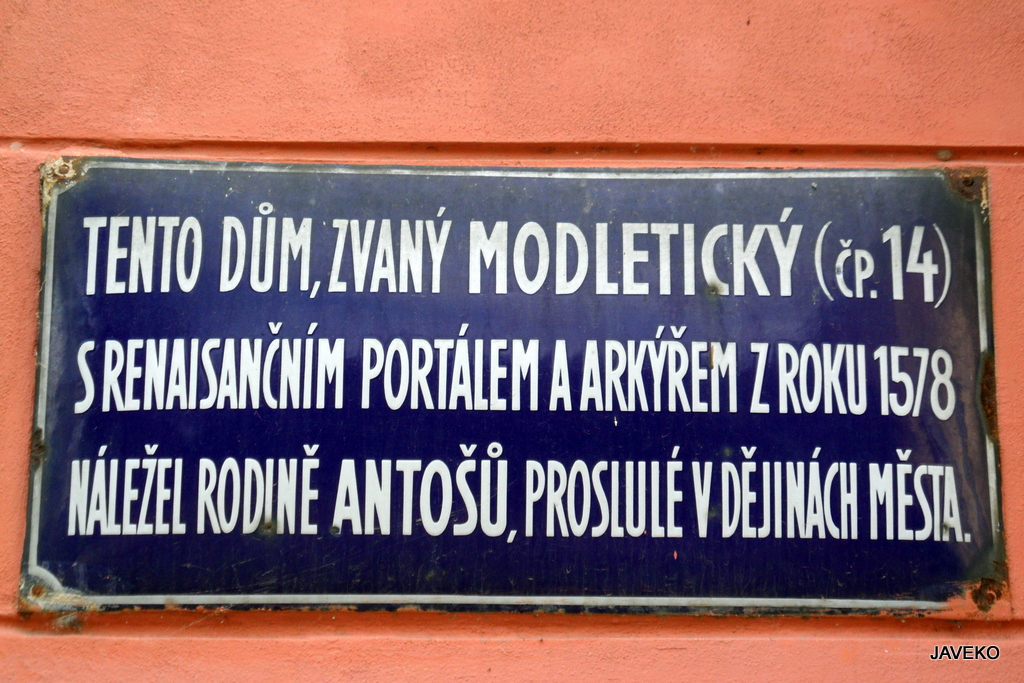 TENTO DŮM, ZVANÝ MODLETICKÝ (ČP. 14)
S RENAISANČNÍM PORTÁLEM A ARKÝŘEM Z ROKU 1578
NÁLEŽEL RODINĚ ANTOŠŮ, PROSLULÉ V DĚJINÁCH MĚSTA.
JAVEKO